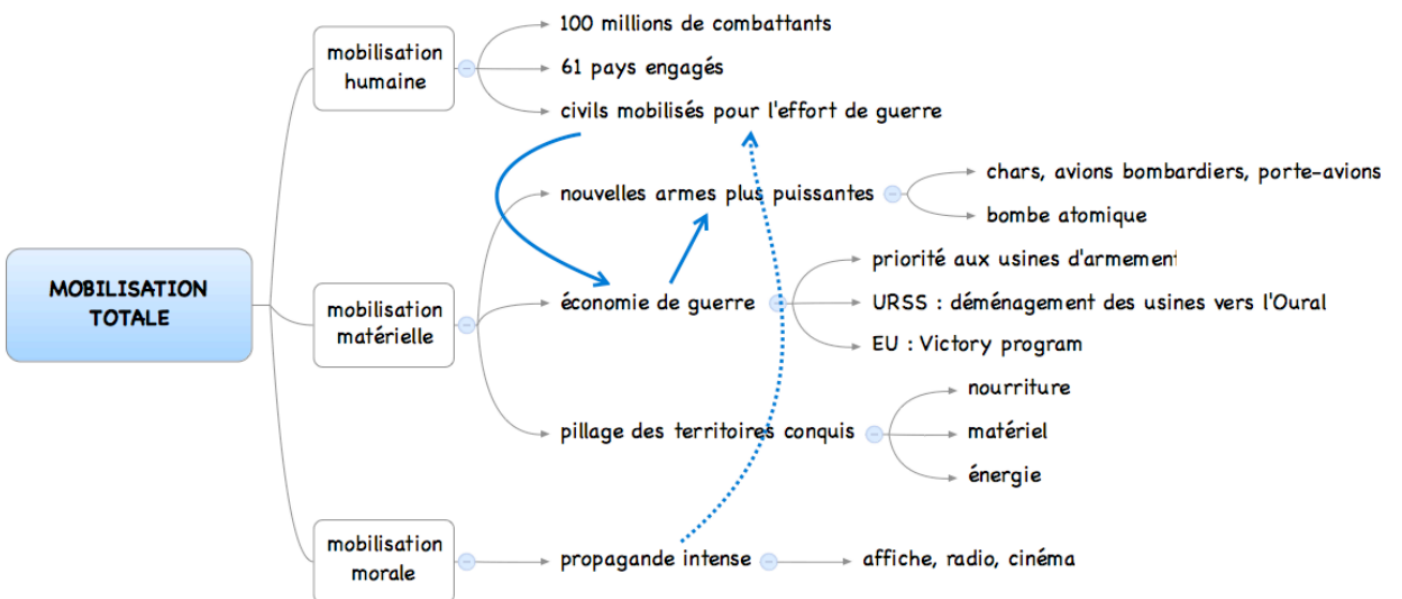 100 millions de combattants
mobilisation
humaine
61 pays engagés
civils mobilisés pour l'effort de guerre
chars, avions bombardiers, porte-avions
nouvelles armes plus puissantes
bombe atomique
priorité aux usines d'armement
MOBILISATION
TOTALE
mobilisation
matérielle
économie de guerre
URSS : déménagement des usines vers l'Oural
EU : Victory program
nourriture
pillage des territoires conquis
matériel
énergie
mobilisation
morale
propagande intense
affiche, radio, cinéma